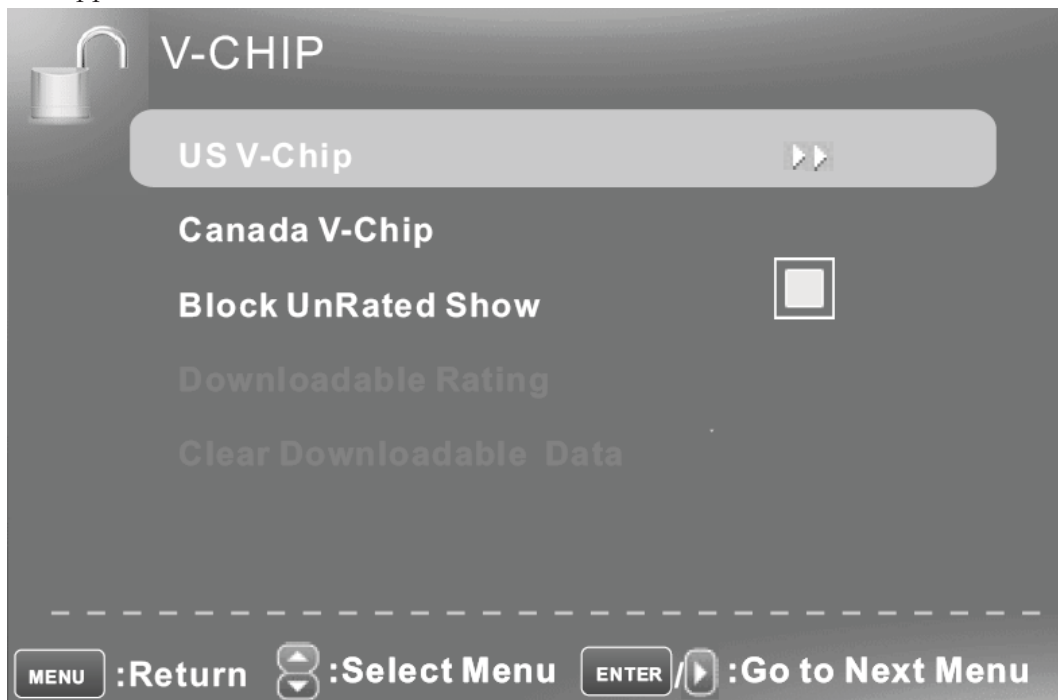 V-CHIP
US V-Chip
Canada V-Chip
Block UnRated Show
Downloadable Rating
Clear Downloadable Data
MENU :Return :Select Menu ENTER / :Go to Next Menu